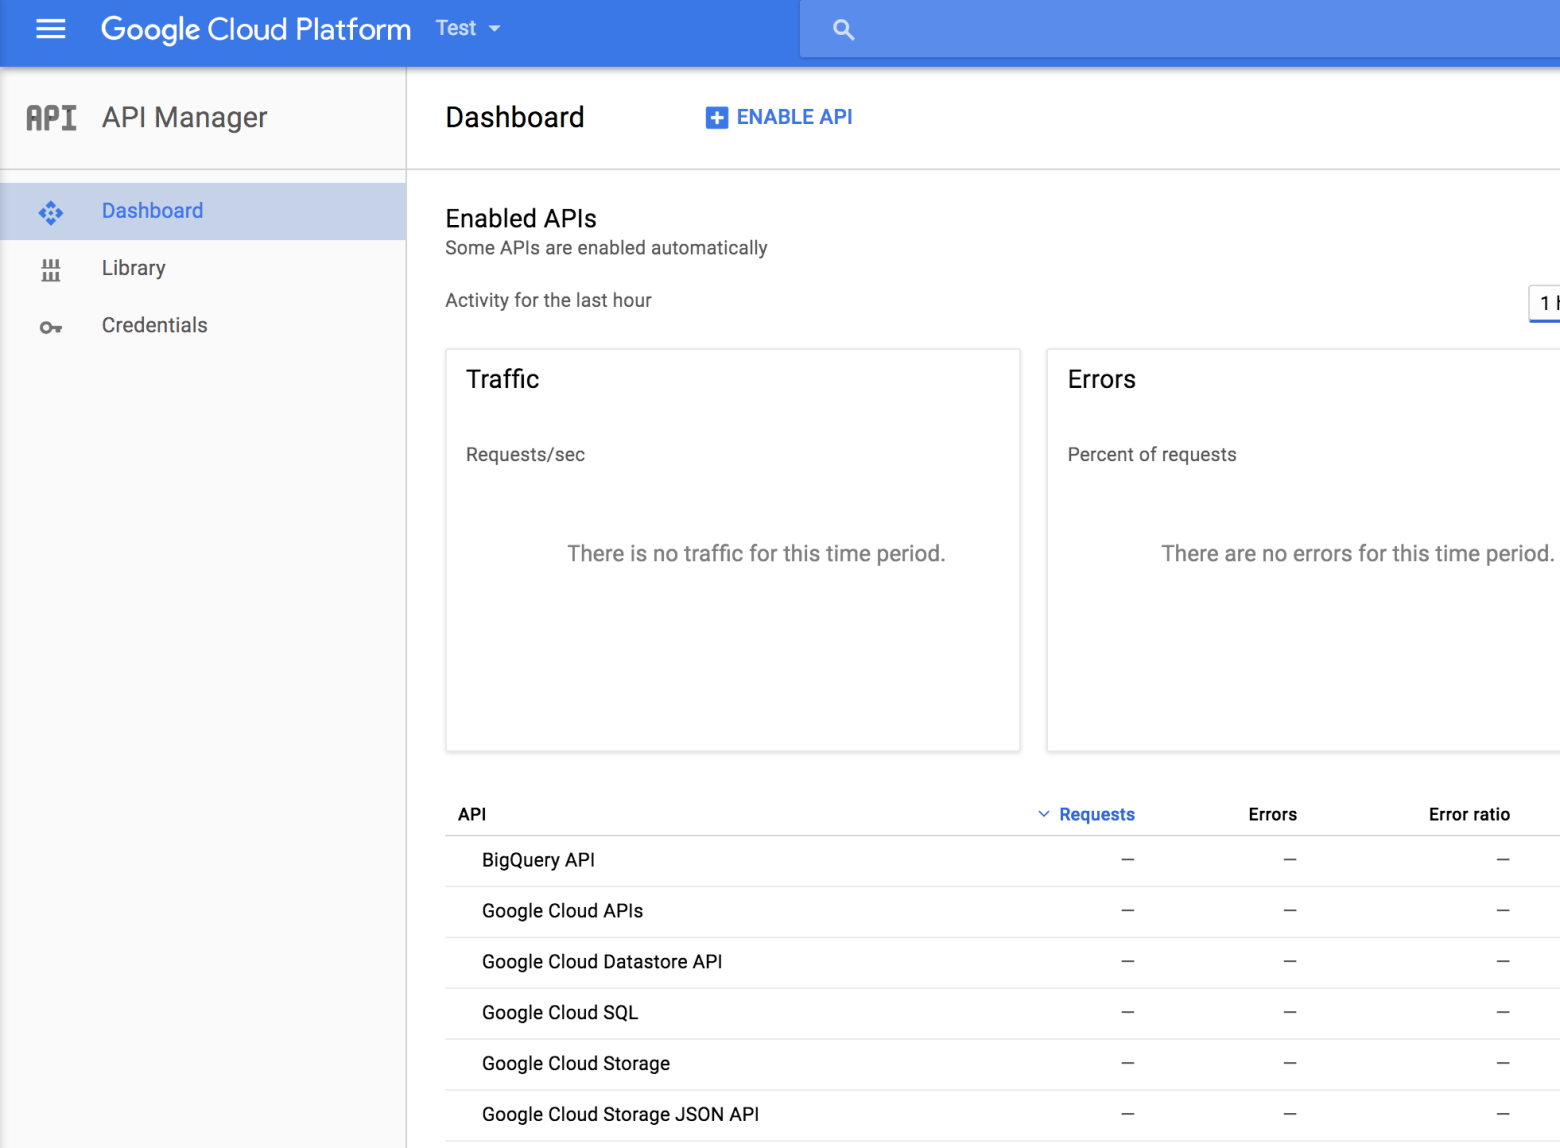 Google Cloud Platform Test
API API Manager
Dashboard ENABLE API
Dashboard
Library
Credentials
Enabled APIs
Some APIs are enabled automatically
Activity for the last hour
1 h
Traffic
Requests/sec
There is no traffic for this time period.
Errors
Percent of requests
There are no errors for this time period.
API Requests Errors Error ratio
BigQuery API — — —
Google Cloud APIs — — —
Google Cloud Datastore API — — —
Google Cloud SQL — — —
Google Cloud Storage — — —
Google Cloud Storage JSON API — — —